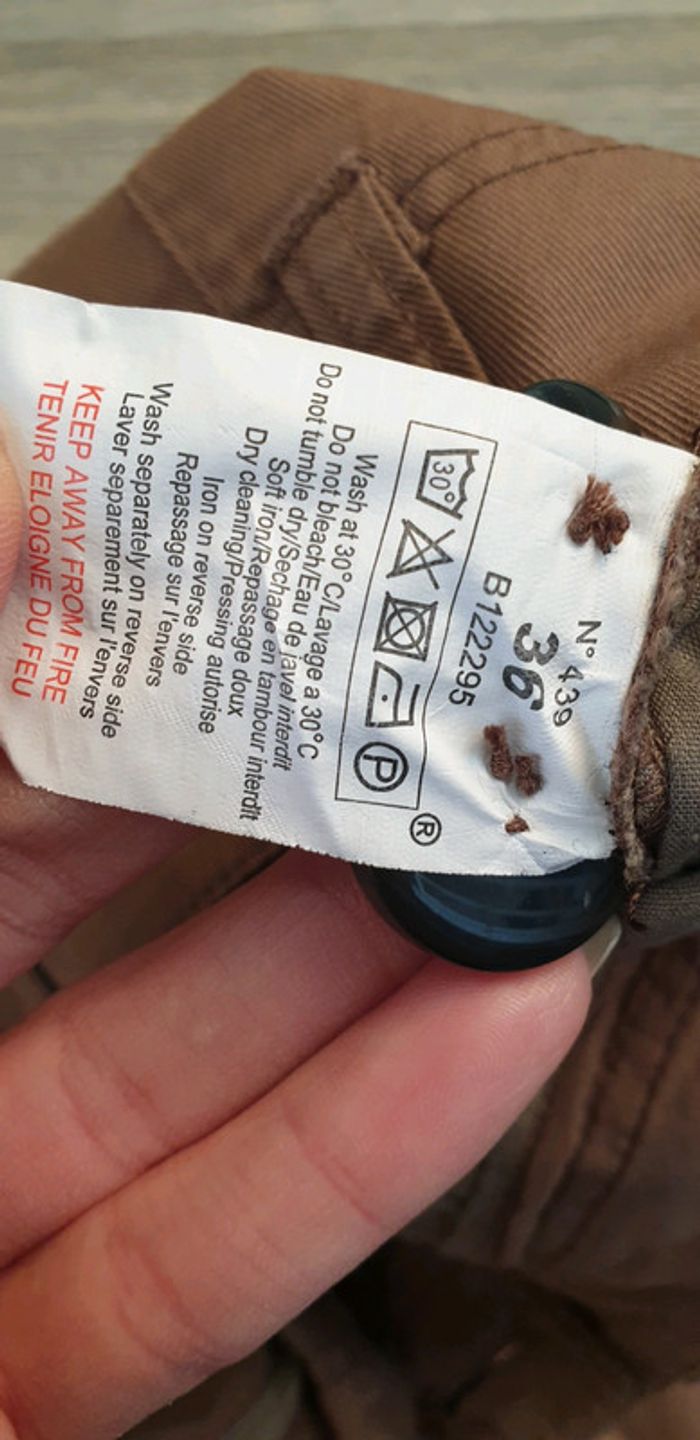 N° 439
36
B122295
30°
P
®
Wash at 30°C/Lavage a 30°C
Do not bleach/Eau de javel interdit
Do not tumble dry/Sechage en tambour interdit
Soft iron/Repassage doux
Dry cleaning/Pressing autorise
Iron on reverse side
Repassage sur l'envers
Wash separately on reverse side
Laver separement sur l'envers
KEEP AWAY FROM FIRE
TENIR ELOIGNE DU FEU